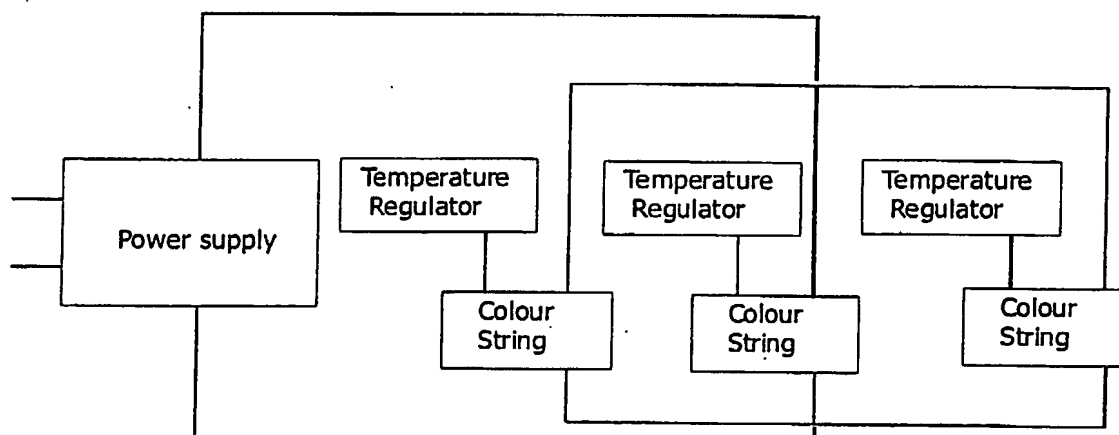 Power supply
Temperature
Regulator
Temperature
Regulator
Temperature
Regulator
Colour
String
Colour
String
Colour
String